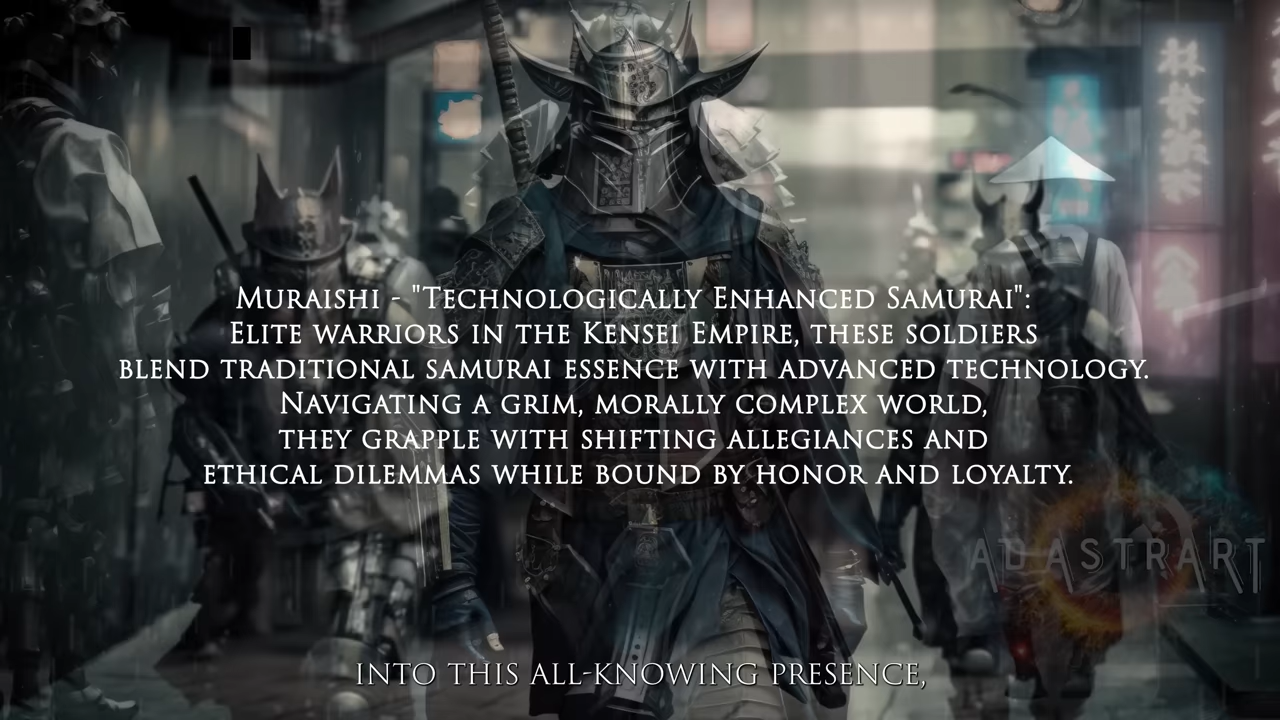 Muraishi - "Technologically Enhanced Samurai":
Elite warriors in the Kensei Empire, these soldiers
blend traditional samurai essence with advanced technology.
Navigating a grim, morally complex world,
they grapple with shifting allegiances and
ethical dilemmas while bound by honor and loyalty.
AD ASTRART
into this all-knowing presence,